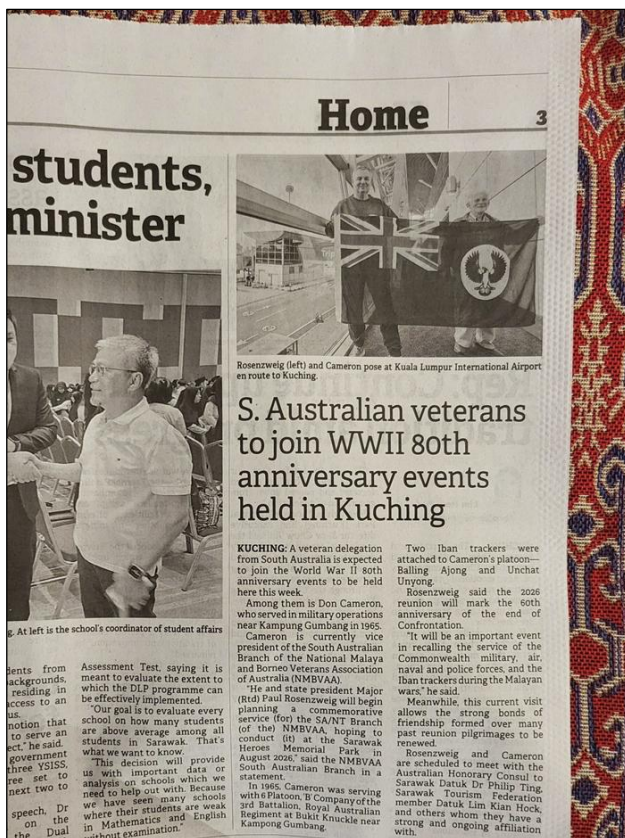 Home
3
students,
minister
g. At left is the school's coordinator of student affairs
dents from
ackgrounds,
residing in
access to an
us.
notion that
to serve an
ect," he said.
government
three YSISS,
ree set to
next two to
speech, Dr
on the
the Dual
Assessment Test, saying it is
meant to evaluate the extent to
which the DLP programme can
be effectively implemented.
"Our goal is to evaluate every
school on how many students
are above average among all
students in Sarawak. That's
what we want to know.
"This decision will provide
us with important data or
analysis on schools which we
need to help out with. Because
we have seen many schools
where their students are weak
in Mathematics and English
without examination."
Rosenzweig (left) and Cameron pose at Kuala Lumpur International Airport
en route to Kuching.
S. Australian veterans
to join WWII 80th
anniversary events
held in Kuching
KUCHING: A veteran delegation
from South Australia is expected
to join the World War II 80th
anniversary events to be held
here this week.
Among them is Don Cameron,
who served in military operations
near Kampung Gumbang in 1965.
Cameron is currently vice
president of the South Australian
Branch of the National Malaya
and Borneo Veterans Association
of Australia (NMBVAA).
"He and state president Major
(Rtd) Paul Rosenzweig will begin
planning a commemorative
service (for) the SA/NT Branch
(of the) NMBVAA, hoping to
conduct (it) at the Sarawak
Heroes Memorial Park in
August 2026," said the NMBVAA
South Australian Branch in a
statement.
In 1965, Cameron was serving
with 6 Platoon, 'B' Company of the
3rd Battalion, Royal Australian
Regiment at Bukit Knuckle near
Kampung Gumbang.
Two Iban trackers were
attached to Cameron's platoon—
Balling Ajong and Unchat
Unyong.
Rosenzweig said the 2026
reunion will mark the 60th
anniversary of the end of
Confrontation.
"It will be an important event
in recalling the service of the
Commonwealth military, air,
naval and police forces, and the
Iban trackers during the Malayan
wars," he said.
Meanwhile, this current visit
allows the strong bonds of
friendship formed over many
past reunion pilgrimages to be
renewed.
Rosenzweig and Cameron
are scheduled to meet with the
Australian Honorary Consul to
Sarawak Datuk Dr Philip Ting,
Sarawak Tourism Federation
member Datuk Lim Kian Hock,
and others whom they have a
strong and ongoing affiliation
with.